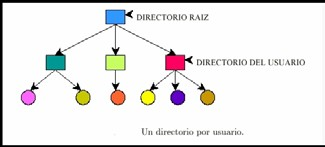 DIRECTORIO RAIZ
DIRECTORIO DEL USUARIO
Un directorio por usuario.